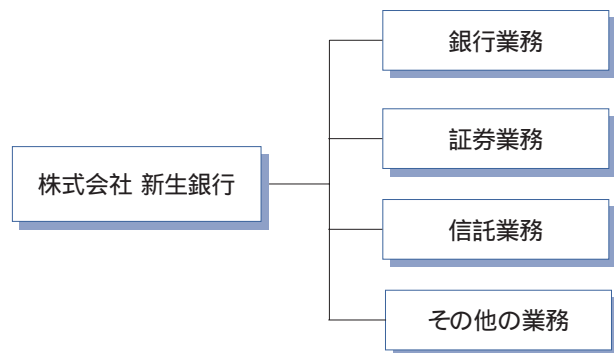 銀行業務
証券業務
株式会社 新生銀行
信託業務
その他の業務